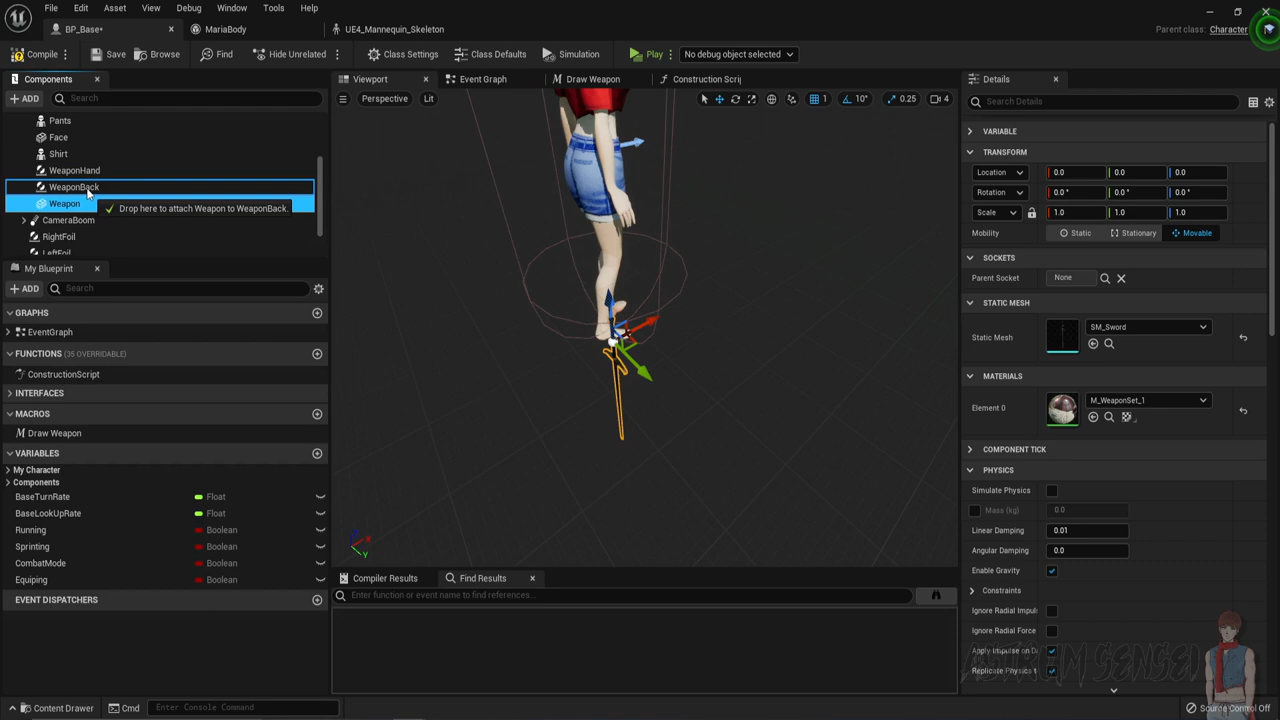 File Edit Asset View Debug Window Tools Help
BP_Base* MariaBody UE4_Mannequin_Skeleton Parent class: Character
Compile Save Browse Find Hide Unrelated Class Settings Class Defaults Simulation Play No debug object selected
Components Viewport Event Graph Draw Weapon Construction Scrij Details
ADD Search Perspective Lit 1 10° 0.25 4 Search Details
Pants
Face
Shirt
WeaponHand
WeaponBack
Weapon Drop here to attach Weapon to WeaponBack.
CameraBoom
RightFoil
LeftFoil
My Blueprint
ADD Search
GRAPHS
EventGraph
FUNCTIONS (35 OVERRIDABLE)
ConstructionScript
INTERFACES
MACROS
Draw Weapon
VARIABLES
My Character
Components
BaseTurnRate Float
BaseLookUpRate Float
Running Boolean
Sprinting Boolean
CombatMode Boolean
Equiping Boolean
EVENT DISPATCHERS
X
Y
Compiler Results Find Results
Enter function or event name to find references...
VARIABLE
TRANSFORM
Location 0.0 0.0 0.0
Rotation 0.0 ° 0.0 ° 0.0 °
Scale 1.0 1.0 1.0
Mobility Static Stationary Movable
SOCKETS
Parent Socket None
STATIC MESH
Static Mesh SM_Sword
MATERIALS
Element 0 M_WeaponSet_1
COMPONENT TICK
PHYSICS
Simulate Physics
Mass (kg) 0.0
Linear Damping 0.01
Angular Damping 0.0
Enable Gravity
Constraints
Ignore Radial Impuls
Ignore Radial Force
Apply Impulse on D
Replicate Physics t
ASTRUM SENSEI
Content Drawer Cmd Enter Console Command Source Control Off